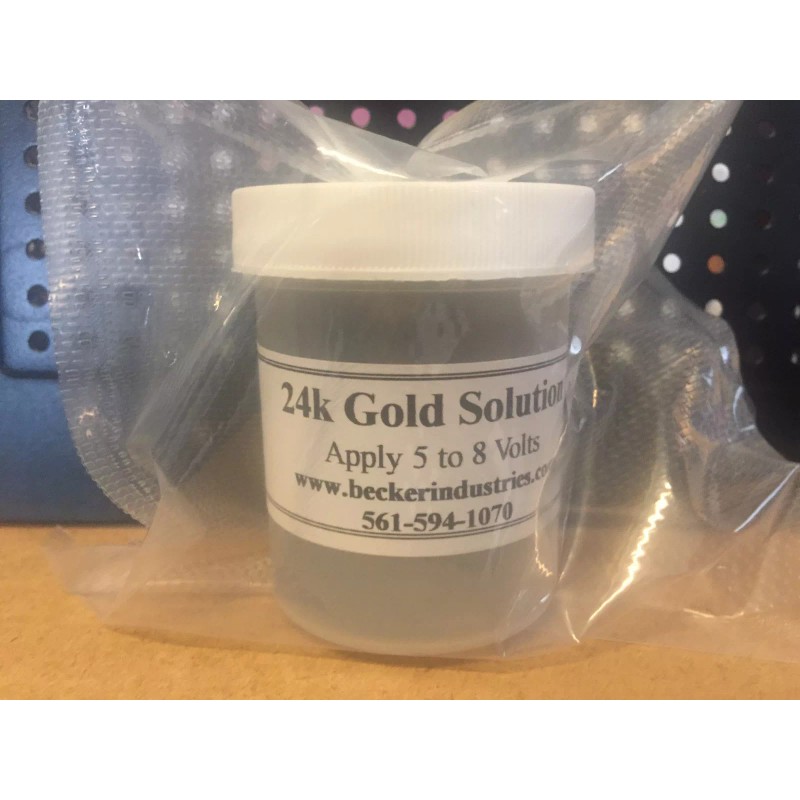 24k Gold Solution
Apply 5 to 8 Volts
www.beckerindustries.co
561-594-1070